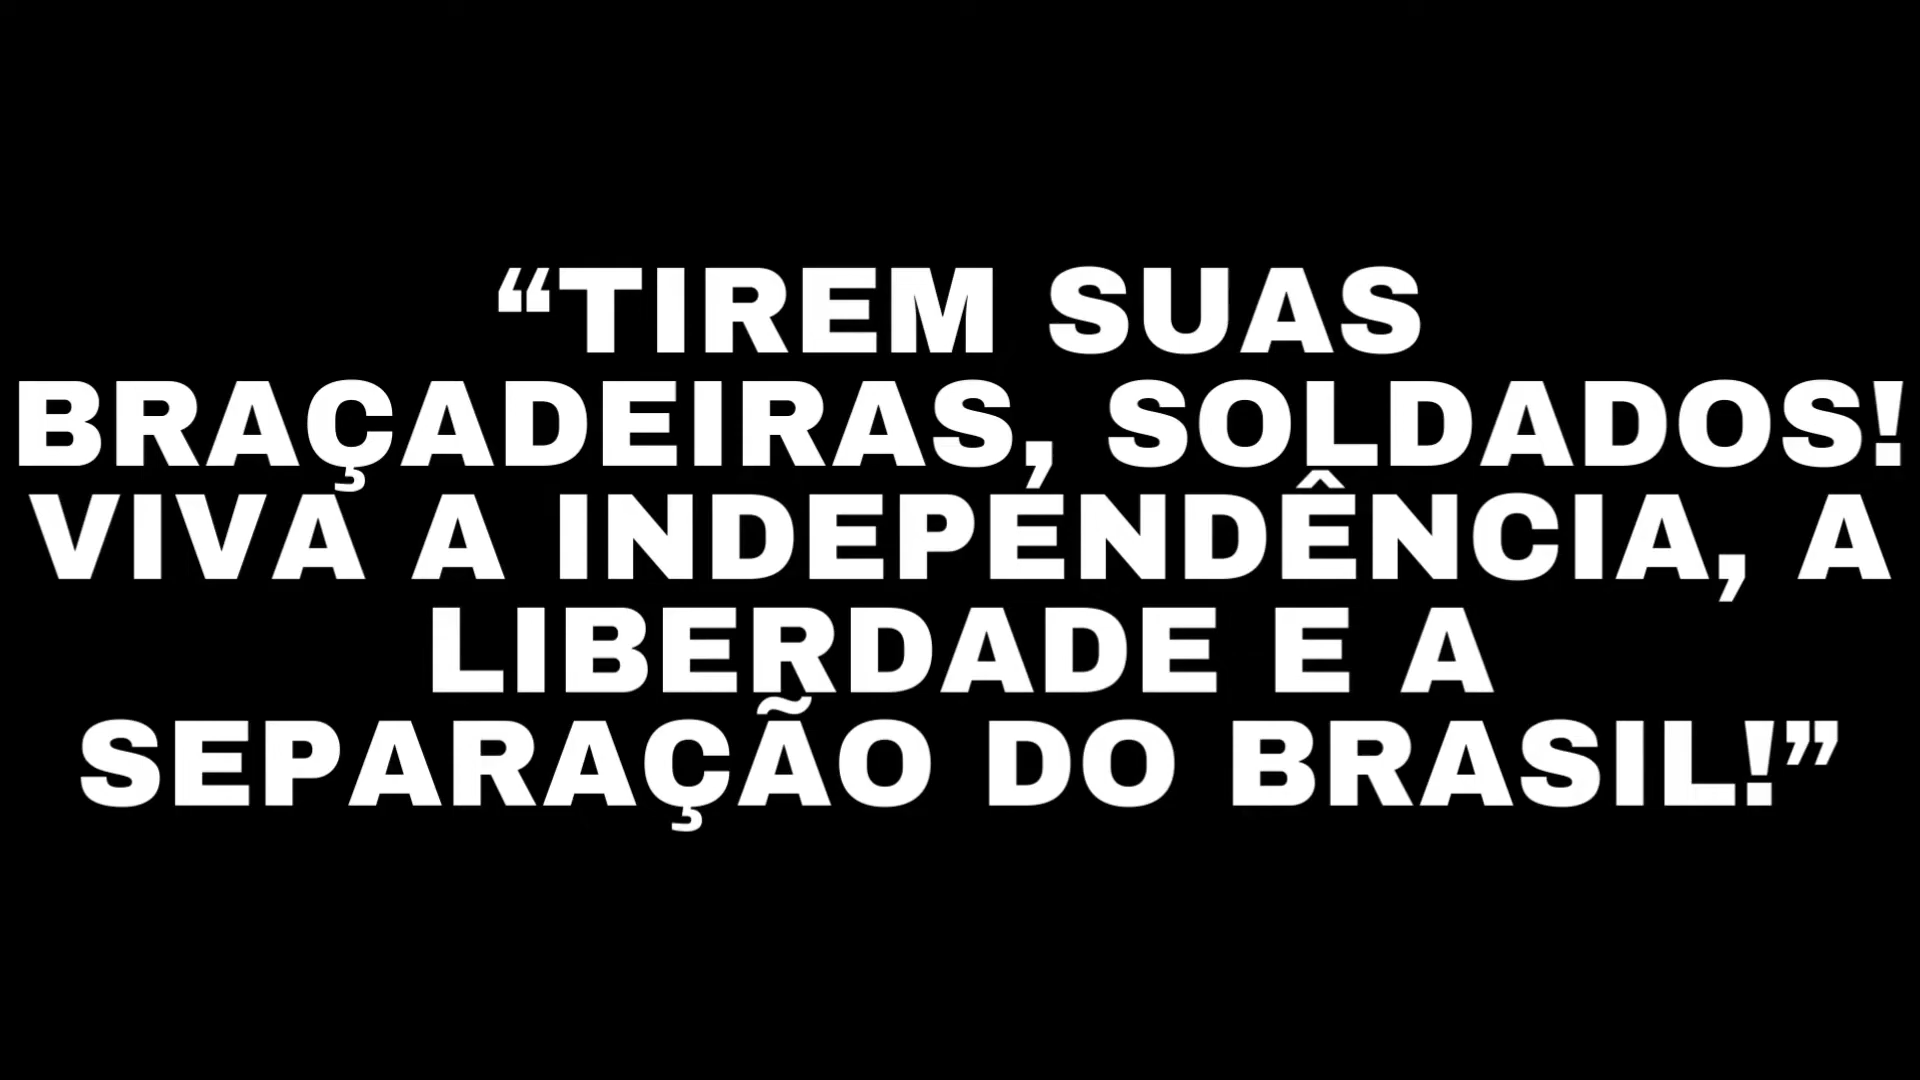 “TIREM SUAS
BRAÇADEIRAS, SOLDADOS!
VIVA A INDEPENDÊNCIA, A
LIBERDADE E A
SEPARAÇÃO DO BRASIL!”